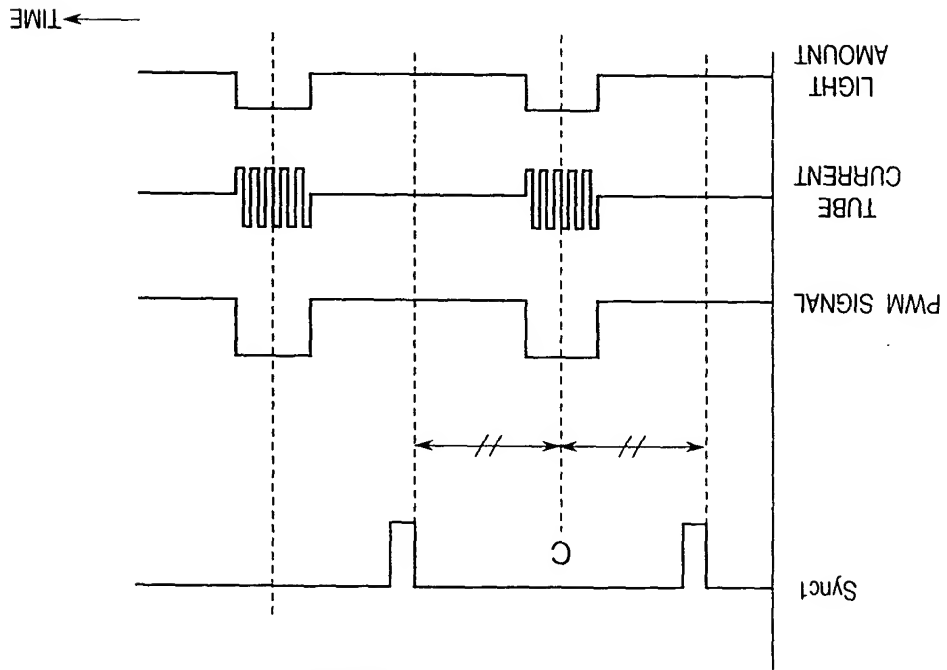 Sync1
C
PWM SIGNAL
TUBE
CURRENT
LIGHT
AMOUNT
TIME